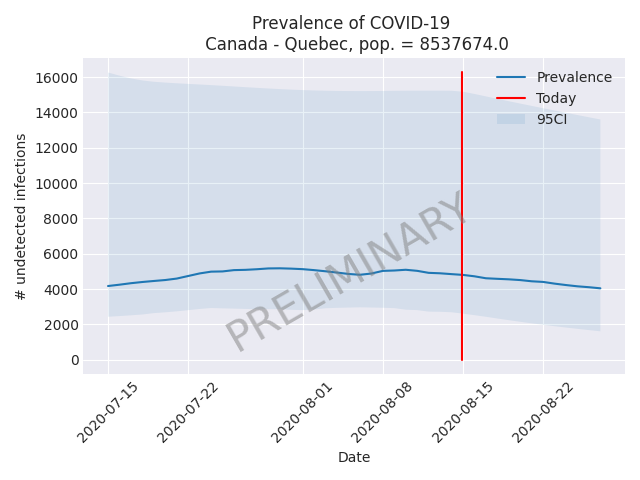 Prevalence of COVID-19
Canada - Quebec, pop. = 8537674.0
# undetected infections
16000
14000
12000
10000
8000
6000
4000
2000
0
Prevalence
Today
95CI
PRELIMINARY
2020-07-15
2020-07-22
2020-08-01
2020-08-08
2020-08-15
2020-08-22
Date